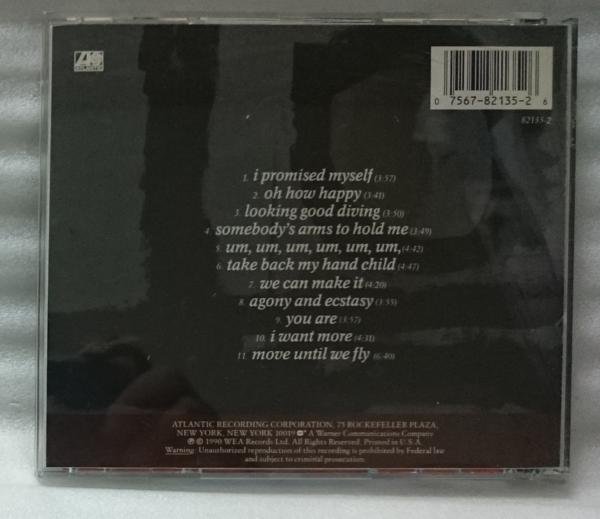 ATLANTIC
0 7567-82135-2 6
82135-2
1. i promised myself (3:57)
2. oh how happy (3:41)
3. looking good diving (3:50)
4. somebody's arms to hold me (3:49)
5. um, um, um, um, um, um, (4:42)
6. take back my hand child (4:47)
7. we can make it (4:20)
8. agony and ecstasy (3:55)
9. you are (3:57)
10. i want more (4:31)
11. move until we fly (6:40)
ATLANTIC RECORDING CORPORATION, 75 ROCKEFELLER PLAZA,
NEW YORK, NEW YORK 10019 A Warner Communications Company
℗ © 1990 WEA Records Ltd. All Rights Reserved. Printed in U.S.A.
Warning: Unauthorized reproduction of this recording is prohibited by Federal law
and subject to criminal prosecution.